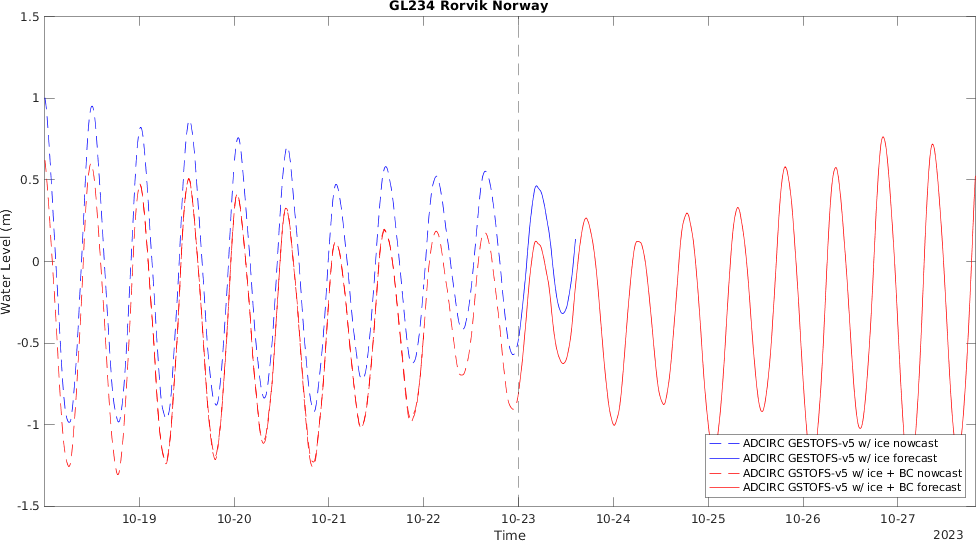 GL234 Rorvik Norway
1.5
1
0.5
0
-0.5
-1
-1.5
Water Level (m)
ADCIRC GESTOFS-v5 w/ ice nowcast
ADCIRC GESTOFS-v5 w/ ice forecast
ADCIRC GSTOFS-v5 w/ ice + BC nowcast
ADCIRC GSTOFS-v5 w/ ice + BC forecast
10-19 10-20 10-21 10-22 10-23 10-24 10-25 10-26 10-27
Time
2023